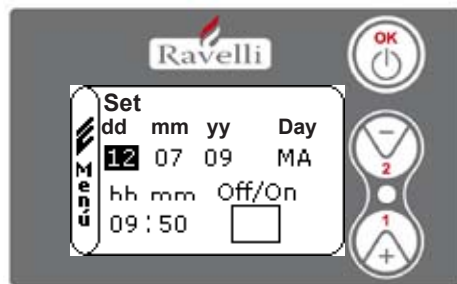 Ravelli
OK
Set
dd mm yy Day
12 07 09 MA
hh mm Off/On
09:50
Menú
2
1